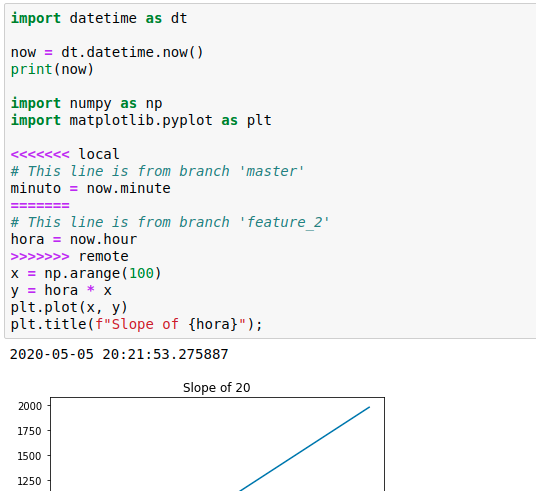 import datetime as dt
now = dt.datetime.now()
print(now)
import numpy as np
import matplotlib.pyplot as plt
<<<<<<< local
# This line is from branch 'master'
minuto = now.minute
=======
# This line is from branch 'feature_2'
hora = now.hour
>>>>>>> remote
x = np.arange(100)
y = hora * x
plt.plot(x, y)
plt.title(f"Slope of {hora}");
2020-05-05 20:21:53.275887
Slope of 20
2000
1750
1500
1250